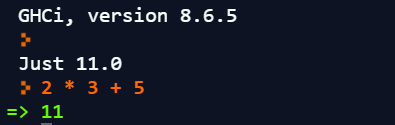 GHCi, version 8.6.5

Just 11.0
 2 * 3 + 5
=> 11